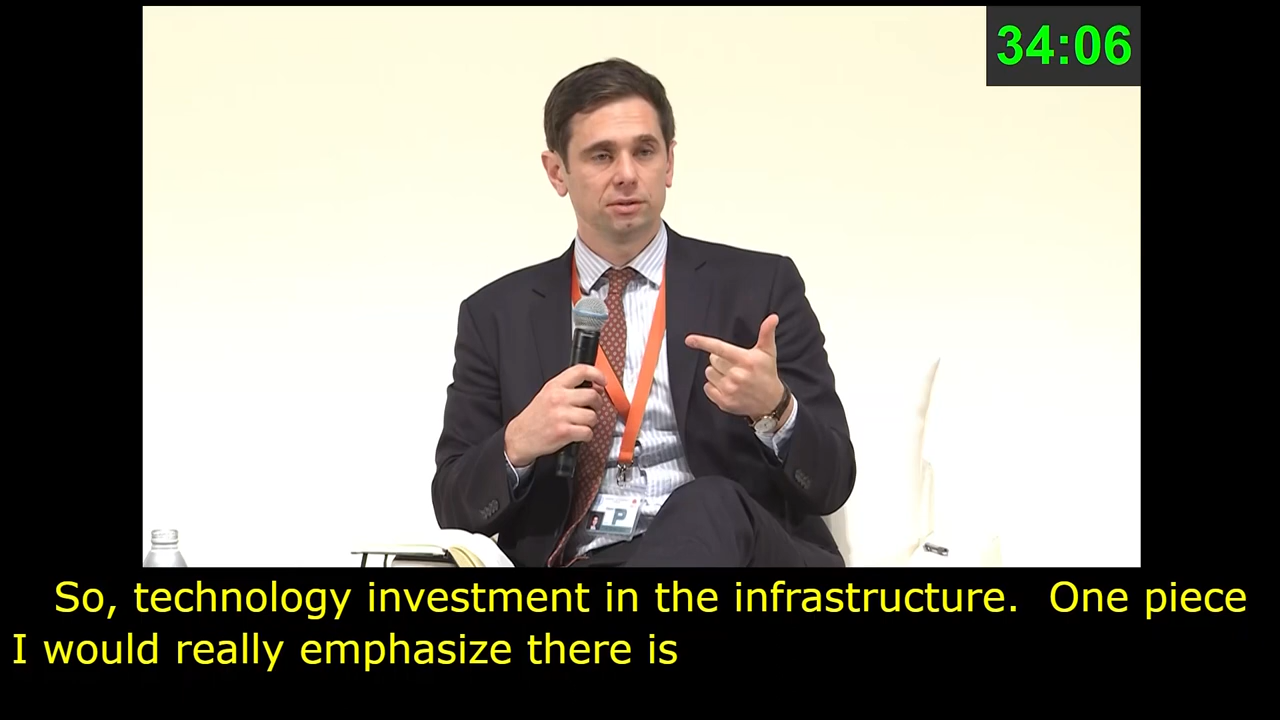 34:06
P
So, technology investment in the infrastructure.  One piece
I would really emphasize there is